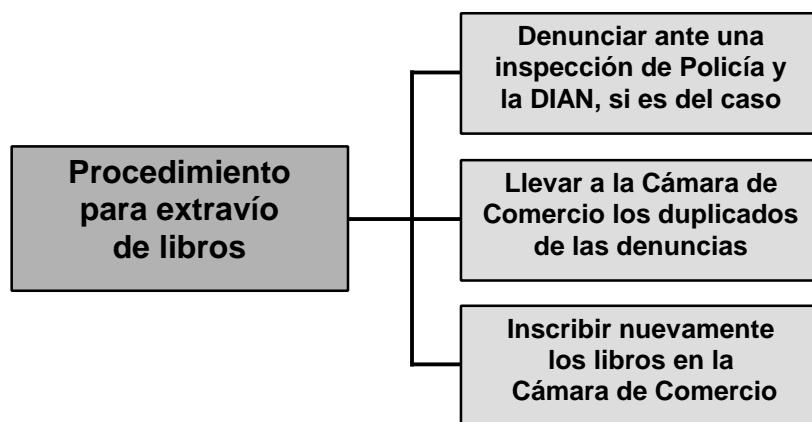 Procedimiento
para extravío
de libros
Denunciar ante una
inspección de Policía y
la DIAN, si es del caso
Llevar a la Cámara de
Comercio los duplicados
de las denuncias
Inscribir nuevamente
los libros en la
Cámara de Comercio